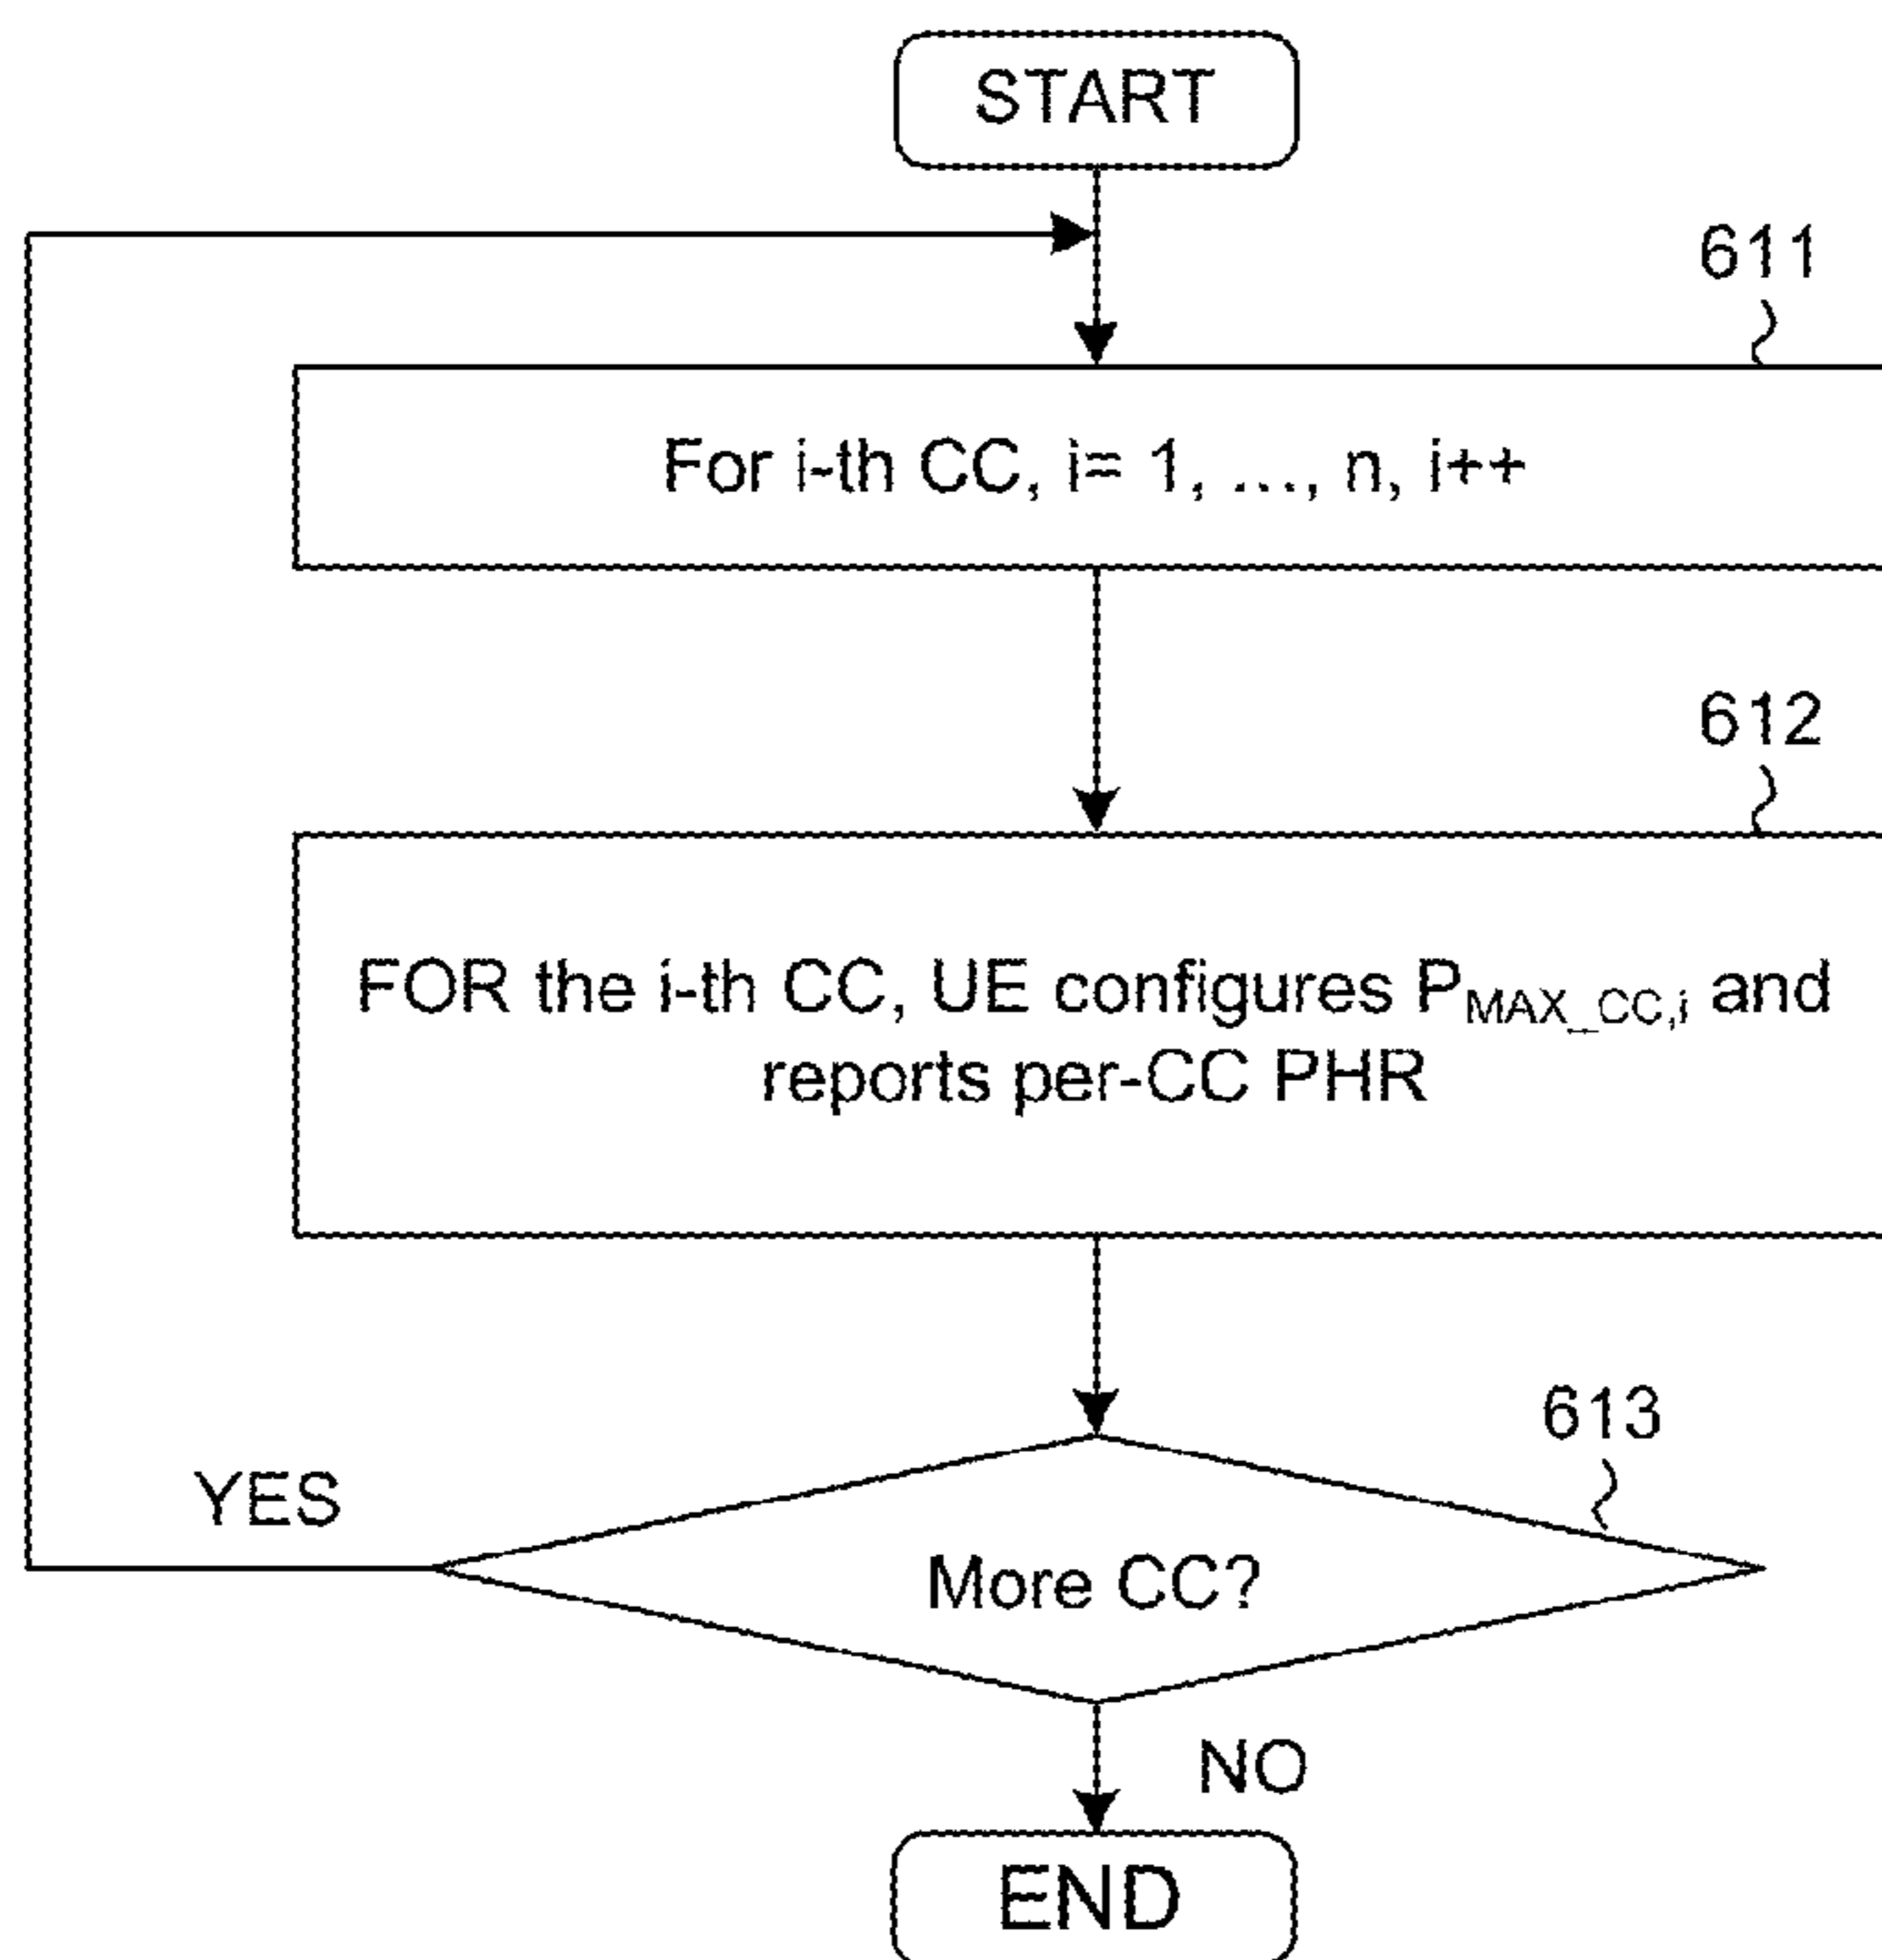 START
611
For i-th CC, i= 1, ..., n, i++
612
FOR the i-th CC, UE configures P_MAX_CC,i and
reports per-CC PHR
613
YES
More CC?
NO
END